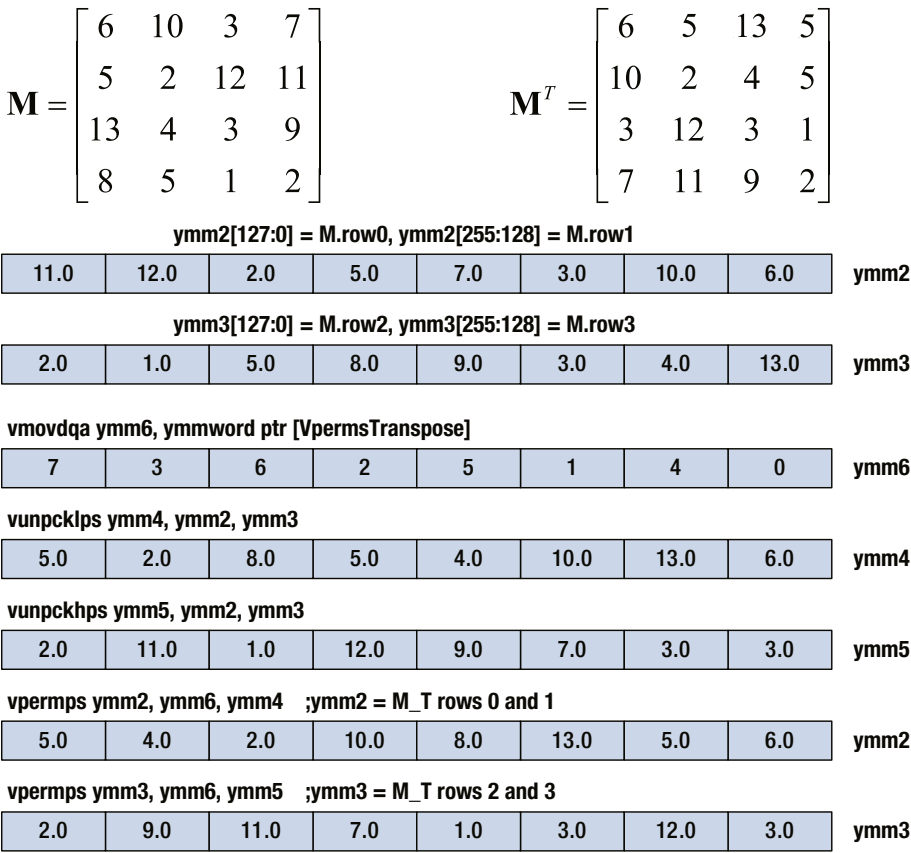 M = [ 6 10 3 7
5 2 12 11
13 4 3 9
8 5 1 2 ]
M^T = [ 6 5 13 5
10 2 4 5
3 12 3 1
7 11 9 2 ]
ymm2[127:0] = M.row0, ymm2[255:128] = M.row1
11.0 12.0 2.0 5.0 7.0 3.0 10.0 6.0 ymm2
ymm3[127:0] = M.row2, ymm3[255:128] = M.row3
2.0 1.0 5.0 8.0 9.0 3.0 4.0 13.0 ymm3
vmovdqa ymm6, ymmword ptr [VpermsTranspose]
7 3 6 2 5 1 4 0 ymm6
vunpcklps ymm4, ymm2, ymm3
5.0 2.0 8.0 5.0 4.0 10.0 13.0 6.0 ymm4
vunpckhps ymm5, ymm2, ymm3
2.0 11.0 1.0 12.0 9.0 7.0 3.0 3.0 ymm5
vpermps ymm2, ymm6, ymm4 ;ymm2 = M_T rows 0 and 1
5.0 4.0 2.0 10.0 8.0 13.0 5.0 6.0 ymm2
vpermps ymm3, ymm6, ymm5 ;ymm3 = M_T rows 2 and 3
2.0 9.0 11.0 7.0 1.0 3.0 12.0 3.0 ymm3